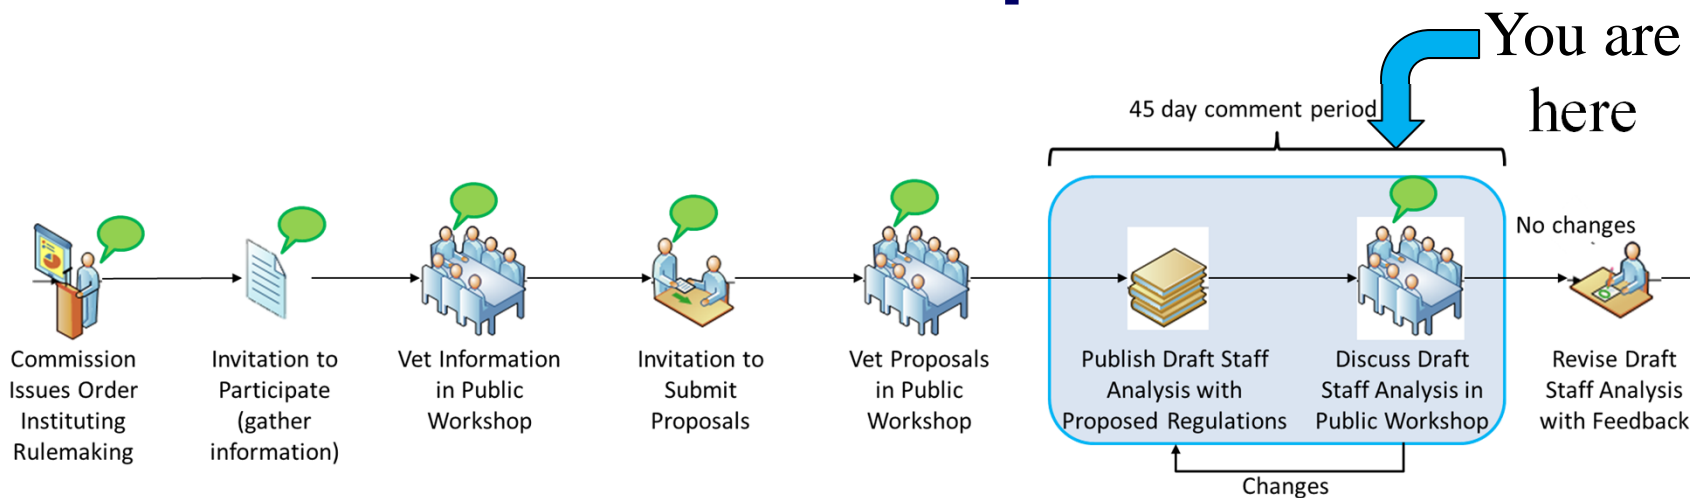 You are
here
45 day comment period
No changes
Commission
Issues Order
Instituting
Rulemaking
Invitation to
Participate
(gather
information)
Vet Information
in Public
Workshop
Invitation to
Submit
Proposals
Vet Proposals
in Public
Workshop
Publish Draft Staff
Analysis with
Proposed Regulations
Discuss Draft
Staff Analysis in
Public Workshop
Revise Draft
Staff Analysis
with Feedback
Changes